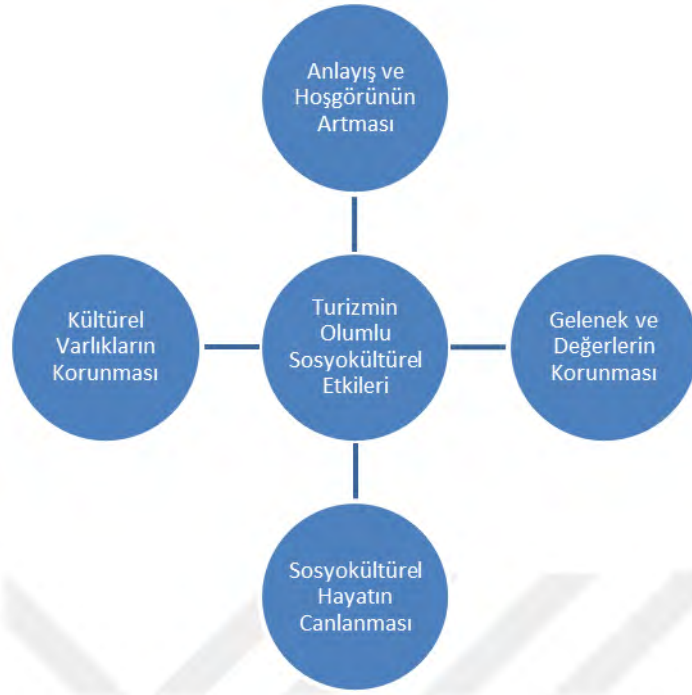 Anlayış ve
Hoşgörünün
Artması
Kültürel
Varlıkların
Korunması
Turizmin
Olumlu
Sosyokültürel
Etkileri
Gelenek ve
Değerlerin
Korunması
Sosyokültürel
Hayatın
Canlanması